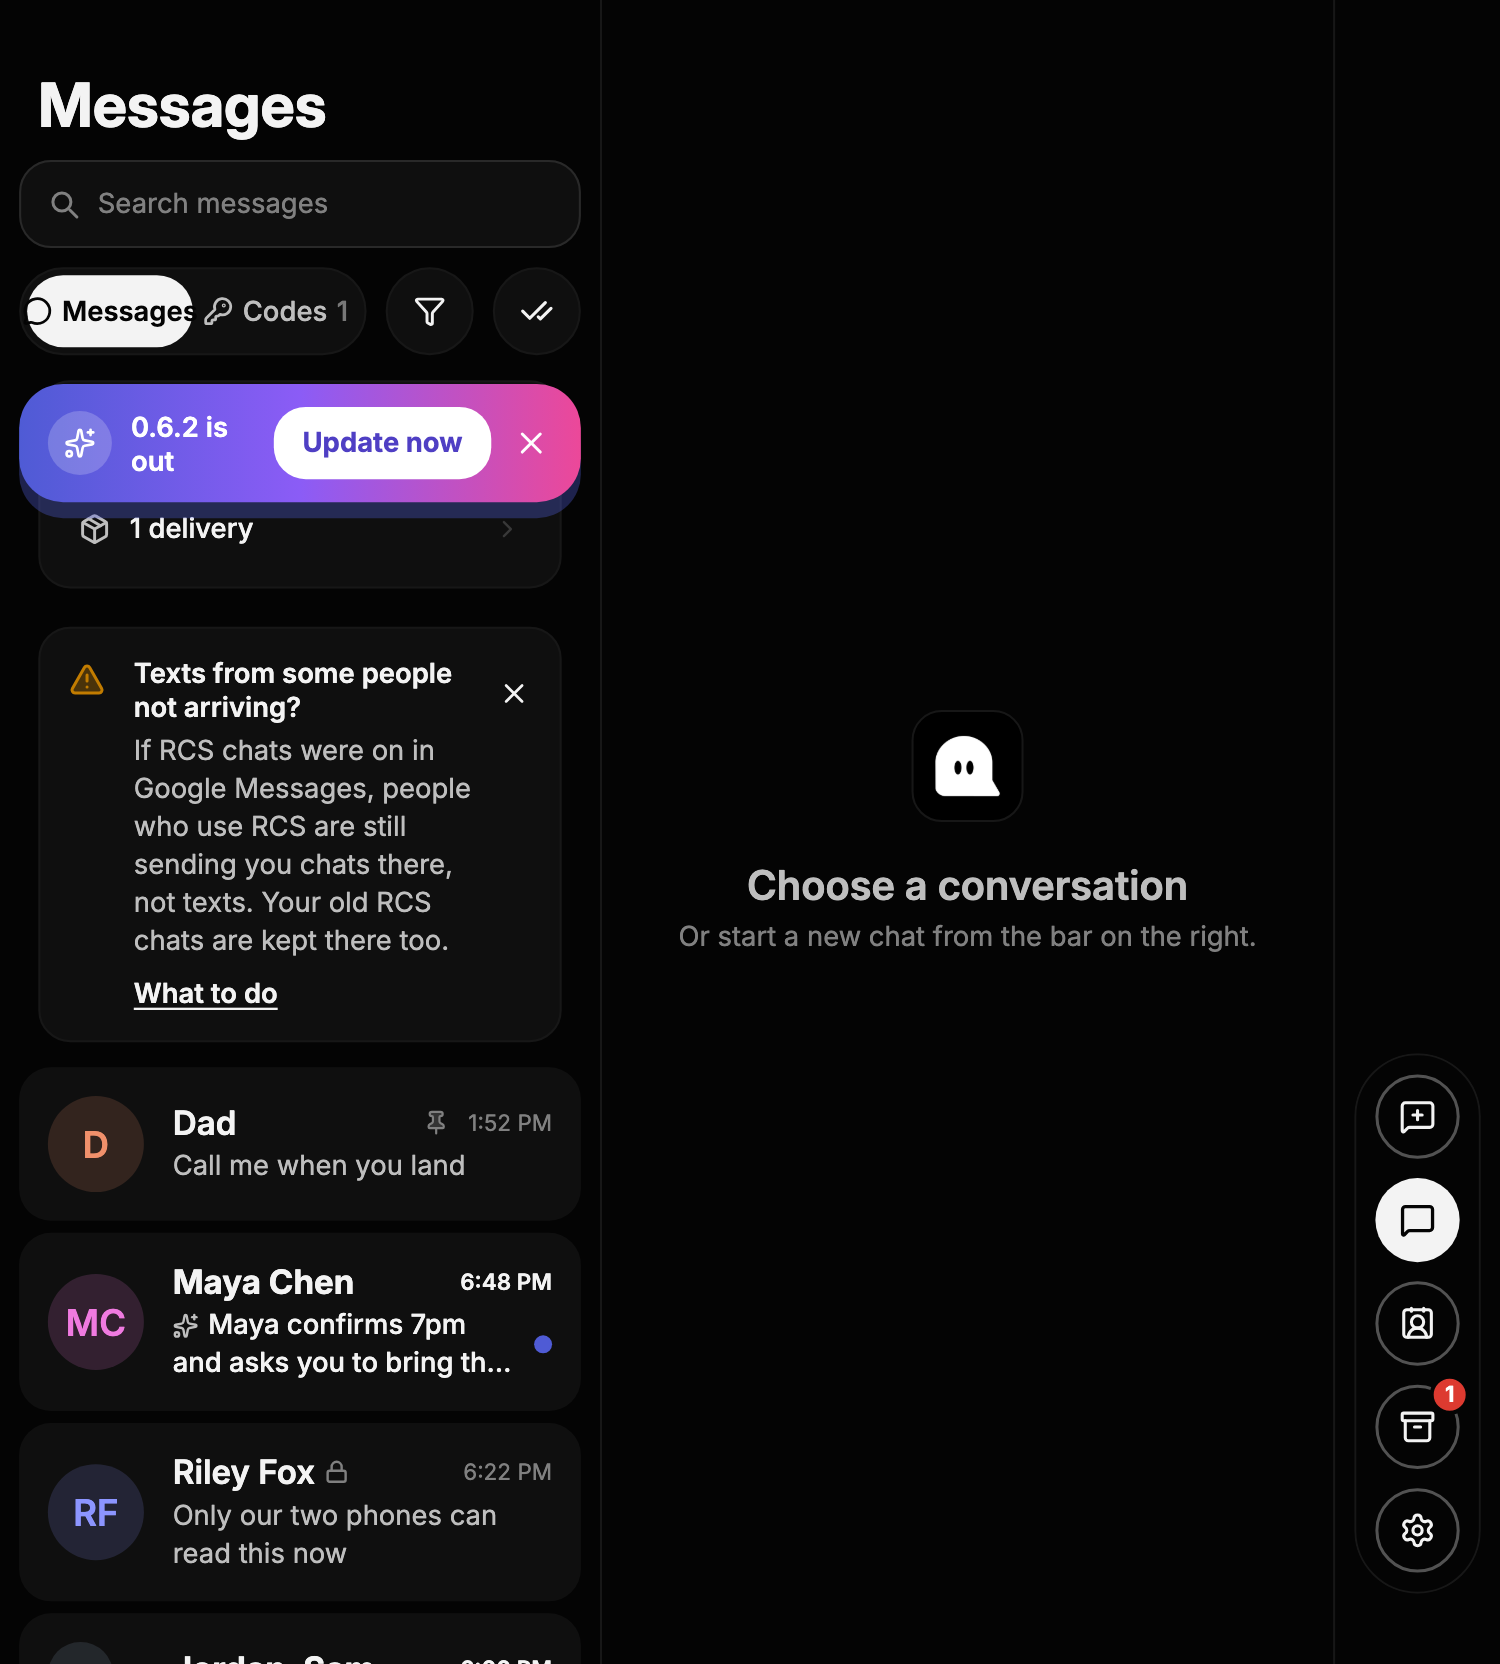 Messages
Search messages
Messages
Codes 1
0.6.2 is
out
Update now
1 delivery
Texts from some people
not arriving?
If RCS chats were on in
Google Messages, people
who use RCS are still
sending you chats there,
not texts. Your old RCS
chats are kept there too.
What to do
D
Dad
1:52 PM
Call me when you land
MC
Maya Chen
6:48 PM
Maya confirms 7pm
and asks you to bring th...
RF
Riley Fox
6:22 PM
Only our two phones can
read this now
Choose a conversation
Or start a new chat from the bar on the right.
1